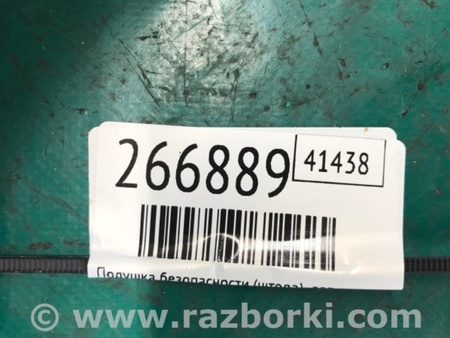 266889 41438
Подушка безопасности (штора)
© www.razborki.com